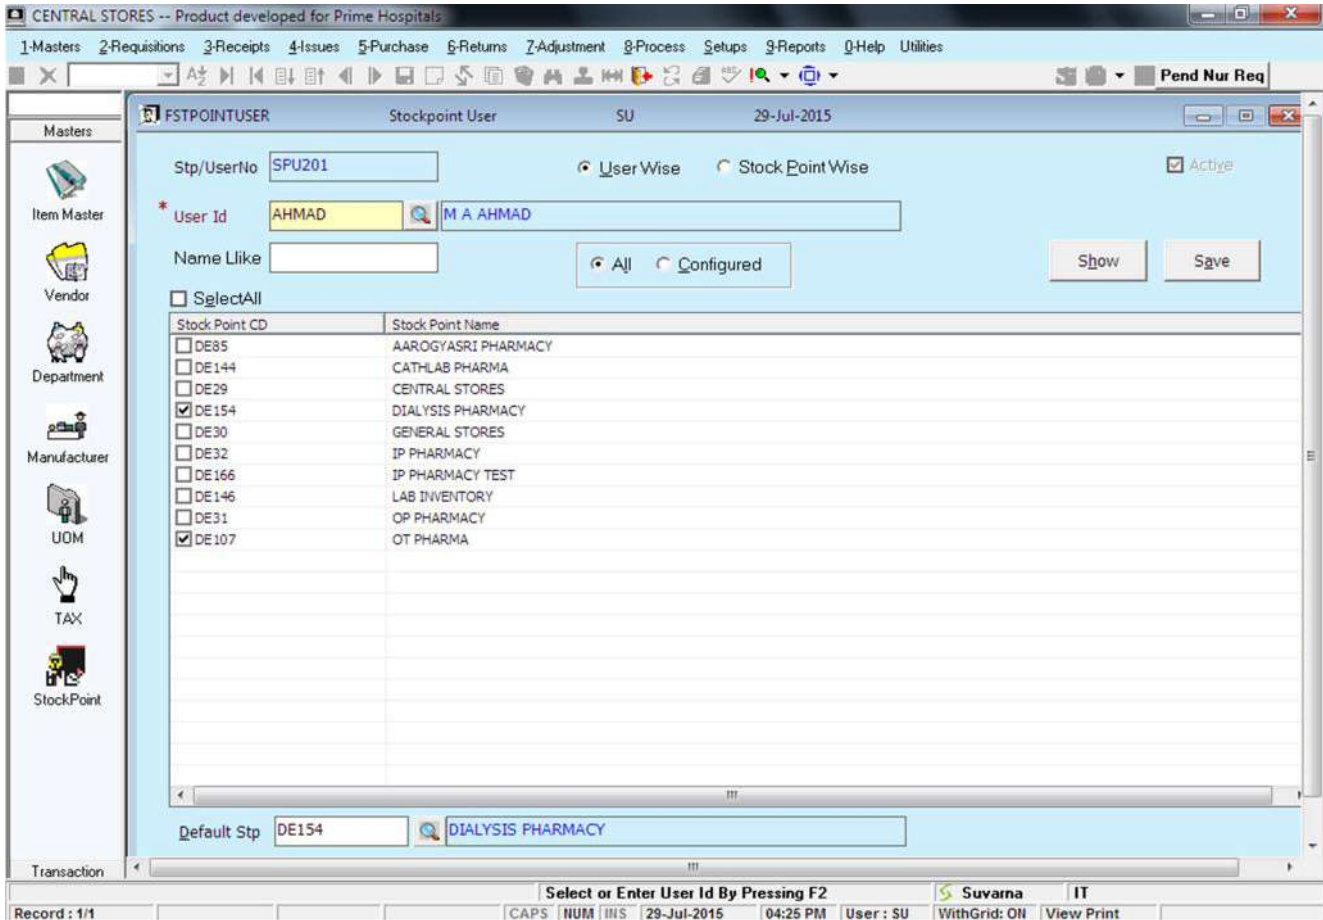 CENTRAL STORES -- Product developed for Prime Hospitals
1-Masters 2-Requisitions 3-Receipts 4-Issues 5-Purchase 6-Returns 7-Adjustment 8-Process Setups 9-Reports 0-Help Utilities
Pend Nur Req
Masters
Item Master
Vendor
Department
Manufacturer
UOM
TAX
StockPoint
Transaction
FSTPOINTUSER Stockpoint User SU 29-Jul-2015
Stp/UserNo SPU201 User Wise Stock Point Wise Active
* User Id AHMAD M A AHMAD
Name Llike All Configured Show Save
SelectAll
Stock Point CD Stock Point Name
DE85 AAROGYASRI PHARMACY
DE144 CATHLAB PHARMA
DE29 CENTRAL STORES
DE154 DIALYSIS PHARMACY
DE30 GENERAL STORES
DE32 IP PHARMACY
DE166 IP PHARMACY TEST
DE146 LAB INVENTORY
DE31 OP PHARMACY
DE107 OT PHARMA
Default Stp DE154 DIALYSIS PHARMACY
Select or Enter User Id By Pressing F2 Suvarna IT
Record : 1/1 CAPS NUM INS 29-Jul-2015 04:25 PM User : SU WithGrid: ON View Print